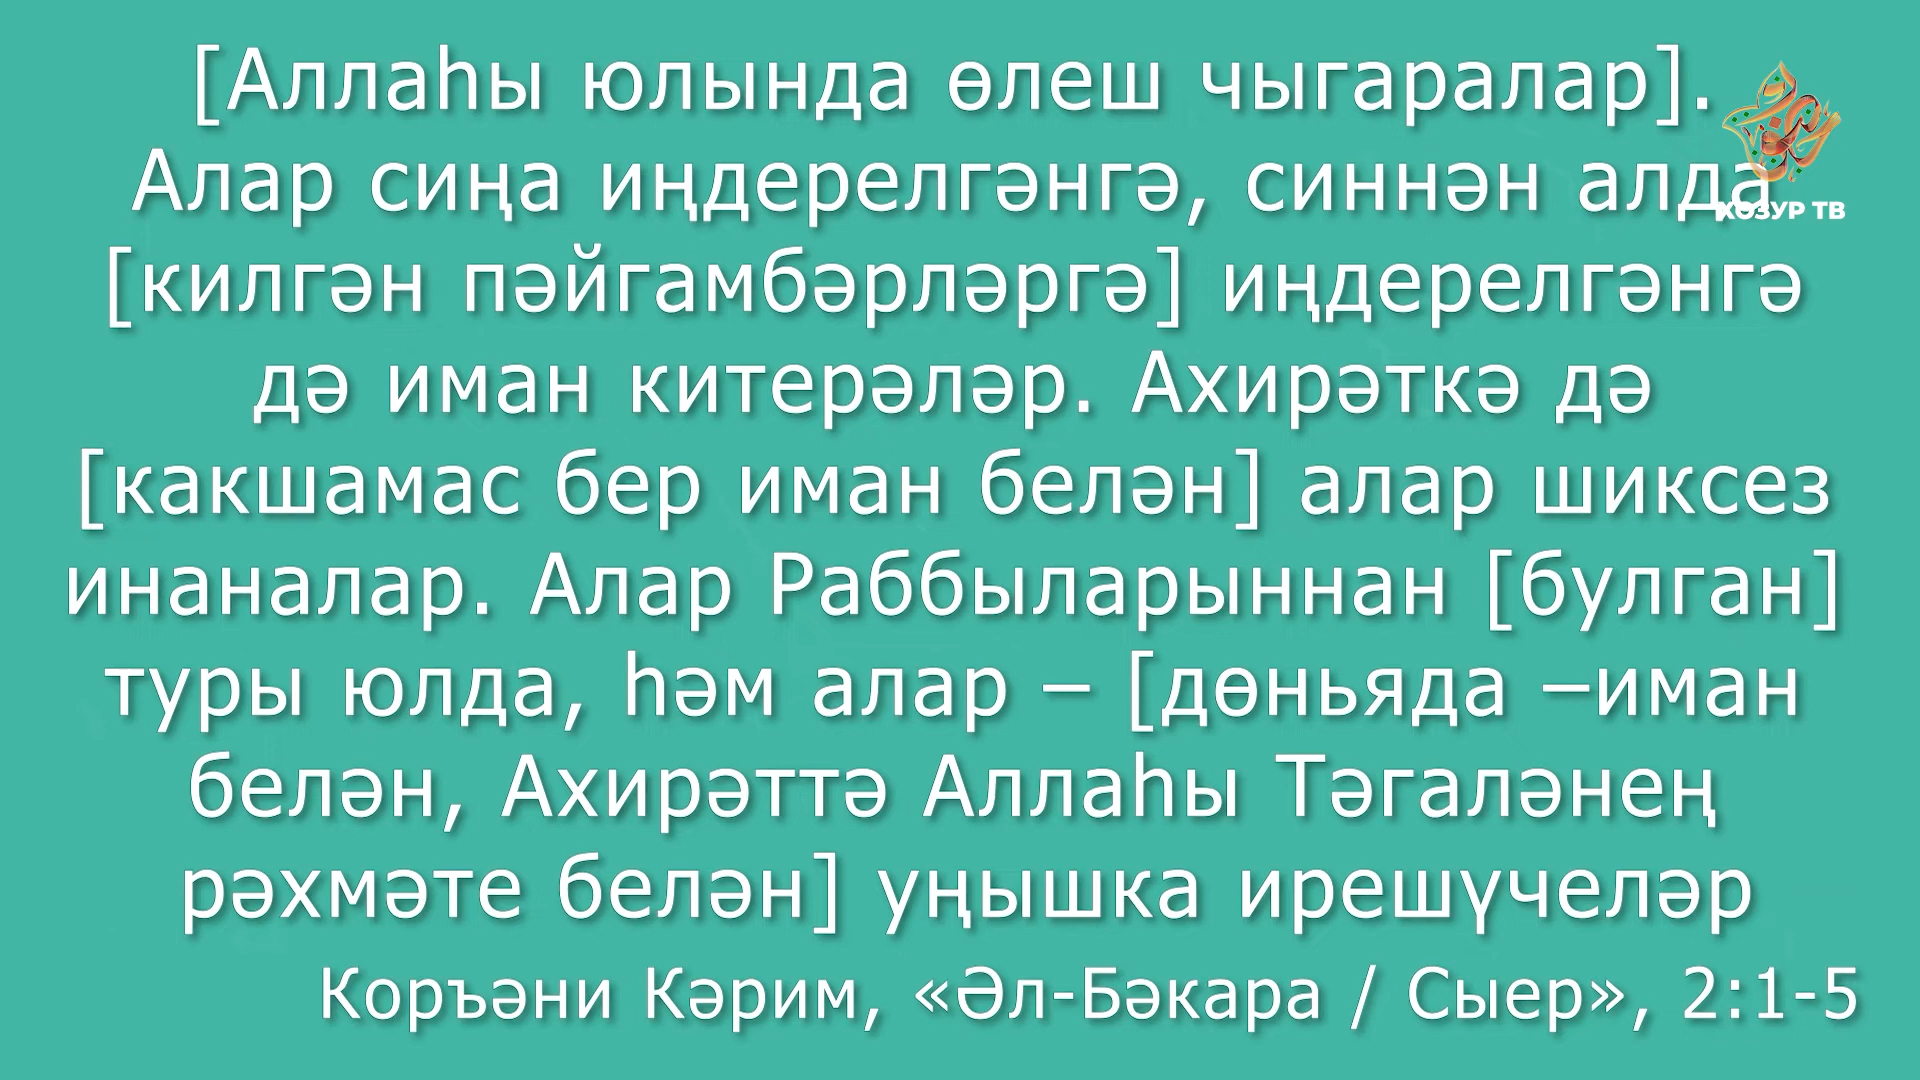 [Аллаһы юлында өлеш чыгаралар].
Алар сиңа иңдерелгәнгә, синнән алда
[килгән пәйгамбәрләргә] иңдерелгәнгә
дә иман китерәләр. Ахирәткә дә
[какшамас бер иман белән] алар шиксез
инаналар. Алар Раббыларыннан [булган]
туры юлда, һәм алар – [дөньяда –иман
белән, Ахирәттә Аллаһы Тәгаләнең
рәхмәте белән] уңышка ирешүчеләр
Коръәни Кәрим, «Әл-Бәкара / Сыер», 2:1-5
ХОЗУР ТВ